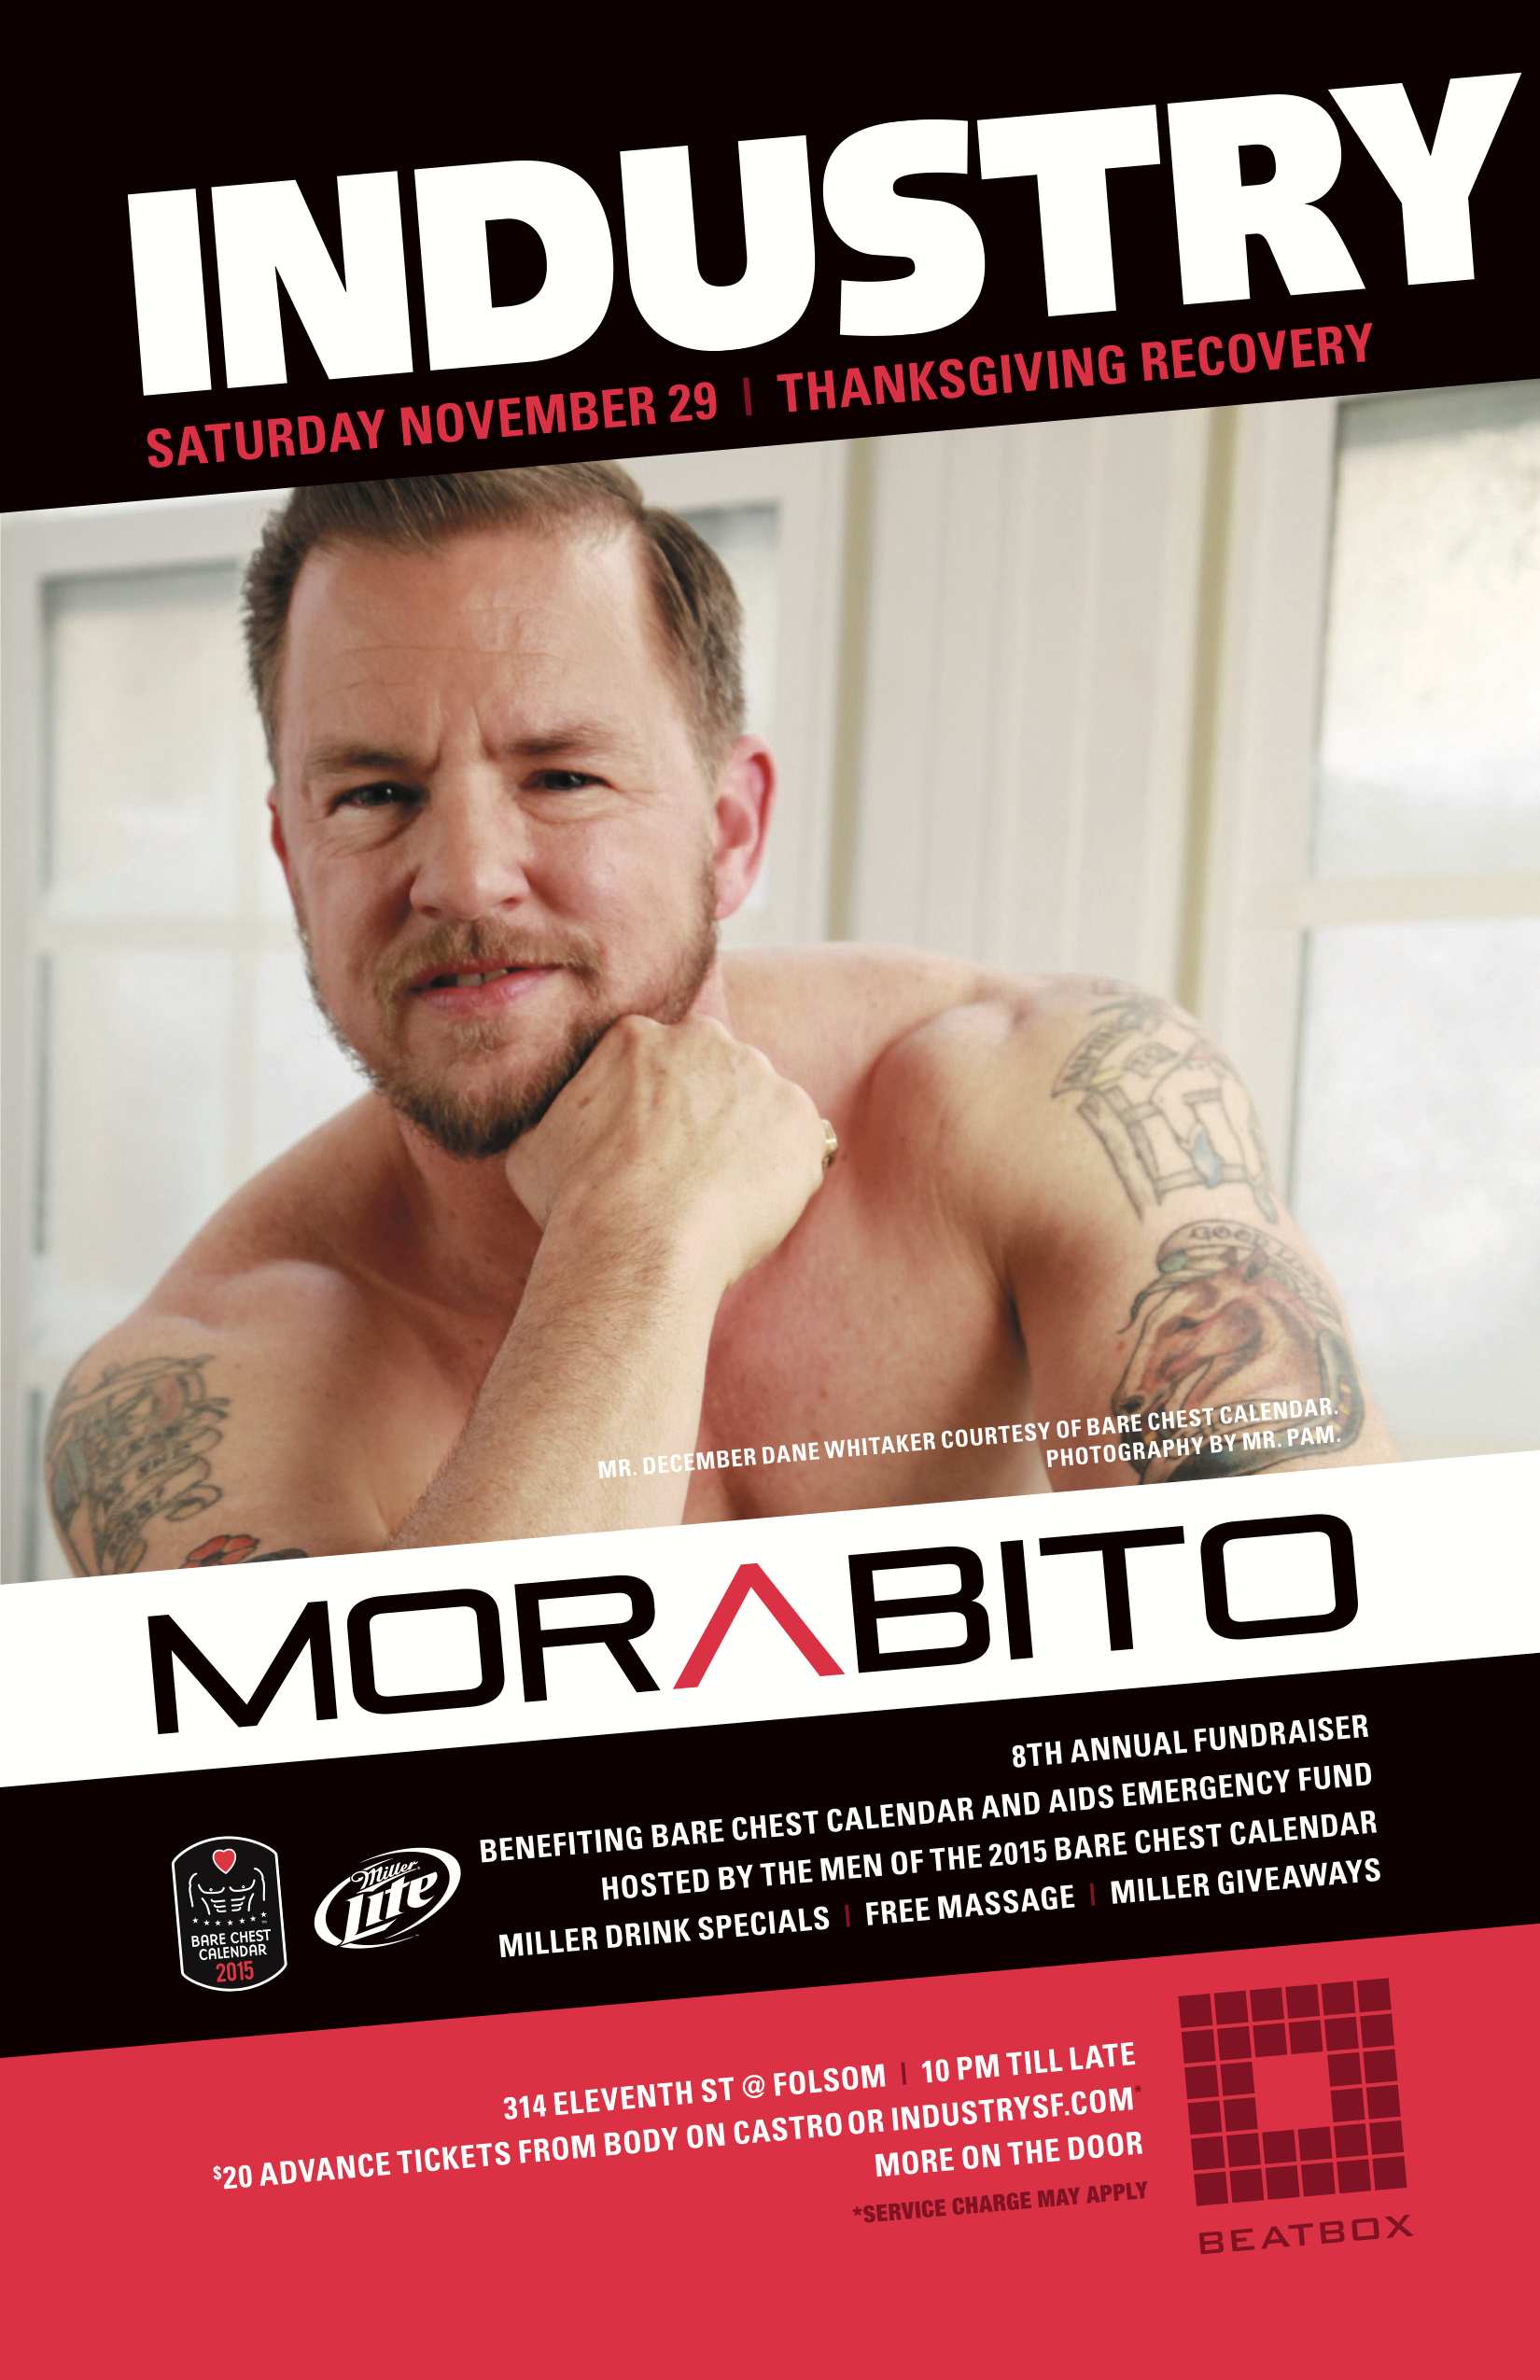 INDUSTRY
SATURDAY NOVEMBER 29 | THANKSGIVING RECOVERY
MR. DECEMBER DANE WHITAKER COURTESY OF BARE CHEST CALENDAR.
PHOTOGRAPHY BY MR. PAM.
MORΛBITO
8TH ANNUAL FUNDRAISER
BENEFITING BARE CHEST CALENDAR AND AIDS EMERGENCY FUND
HOSTED BY THE MEN OF THE 2015 BARE CHEST CALENDAR
MILLER DRINK SPECIALS | FREE MASSAGE | MILLER GIVEAWAYS
BARE CHEST
CALENDAR
2015
Miller
Lite
314 ELEVENTH ST @ FOLSOM | 10 PM TILL LATE
$20 ADVANCE TICKETS FROM BODY ON CASTRO OR INDUSTRYSF.COM*
MORE ON THE DOOR
*SERVICE CHARGE MAY APPLY
BEATBOX